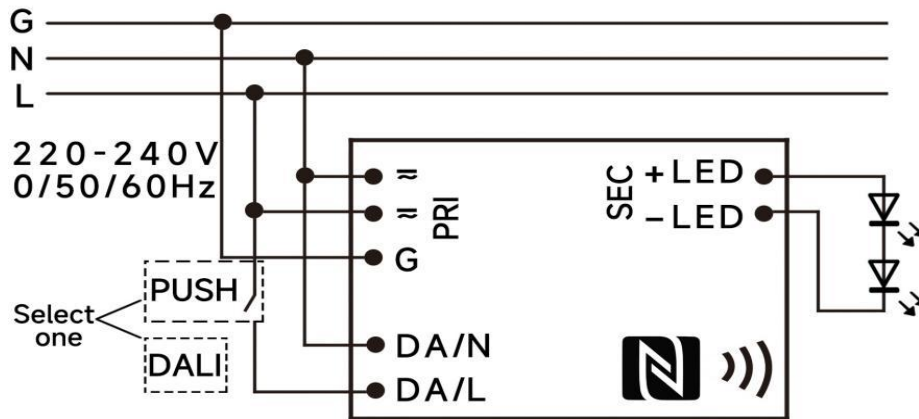 G
N
L
220-240V
0/50/60Hz
≂
≂
PRI
G
SEC
+LED
-LED
PUSH
Select
one
DALI
DA/N
DA/L